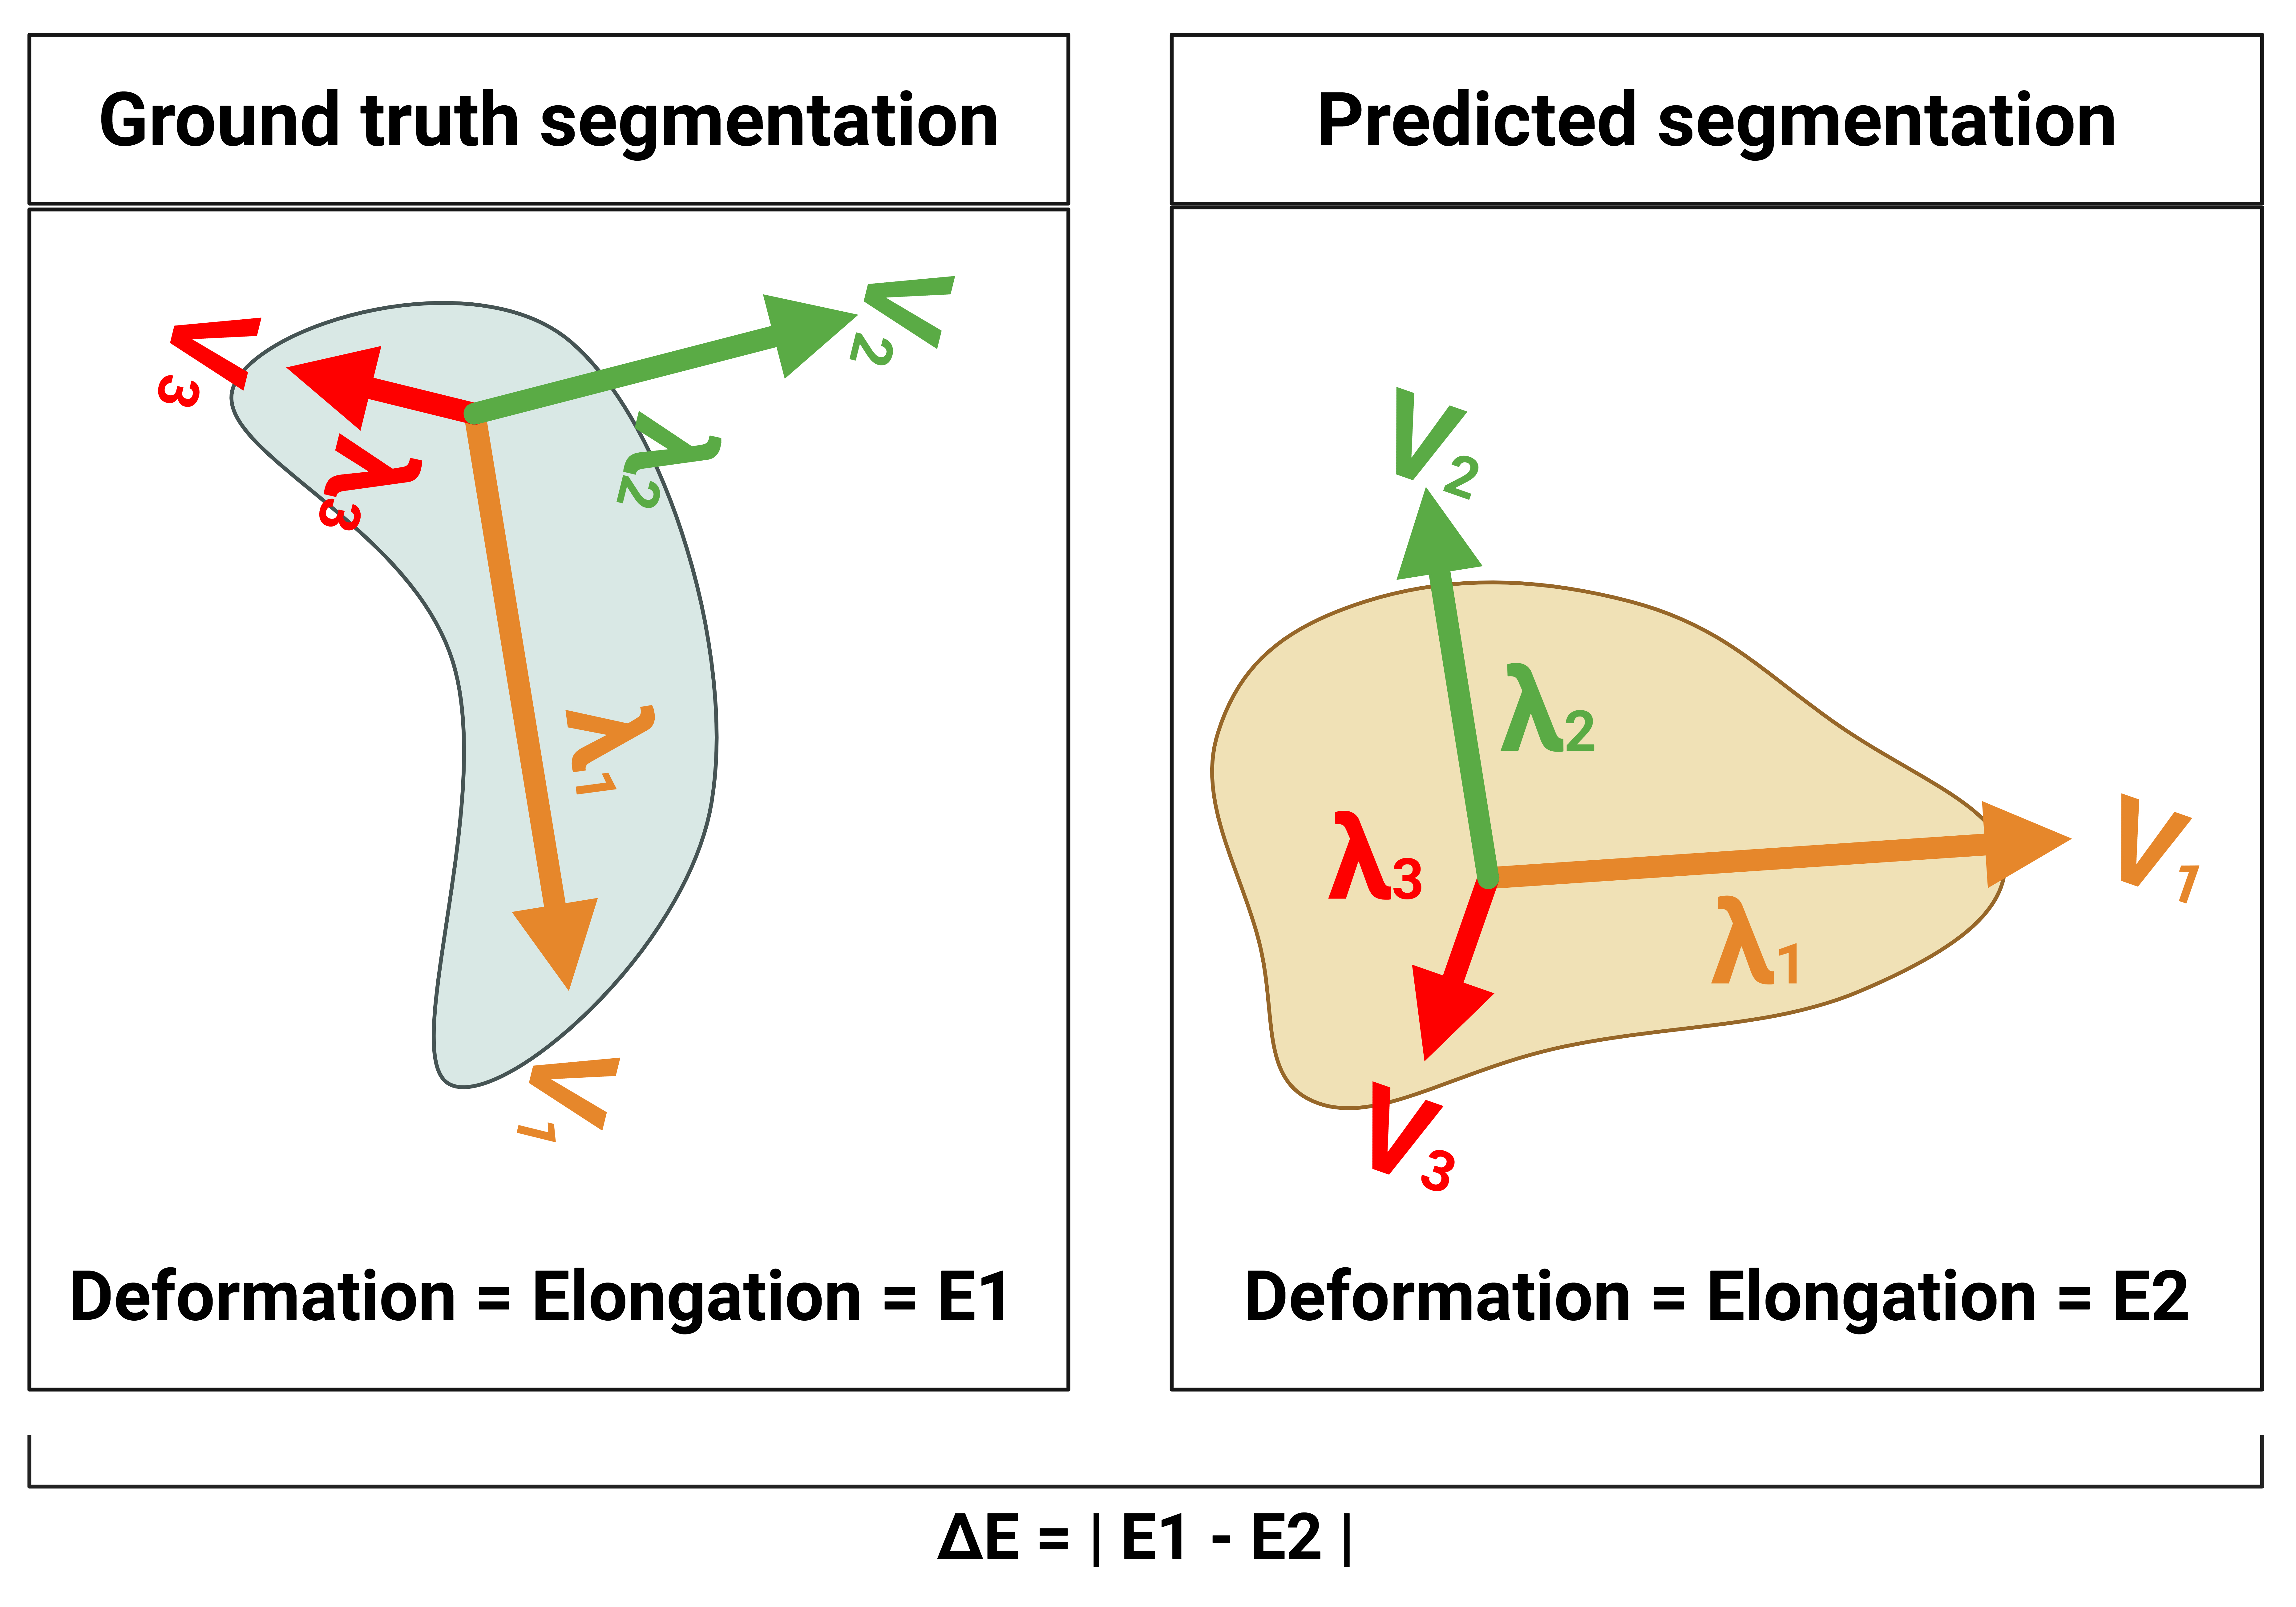 Ground truth segmentation
V2
V3
λ3
λ2
λ1
V1
Deformation = Elongation = E1
Predicted segmentation
V2
λ2
λ3
V1
λ1
V3
Deformation = Elongation = E2
ΔE = | E1 - E2 |